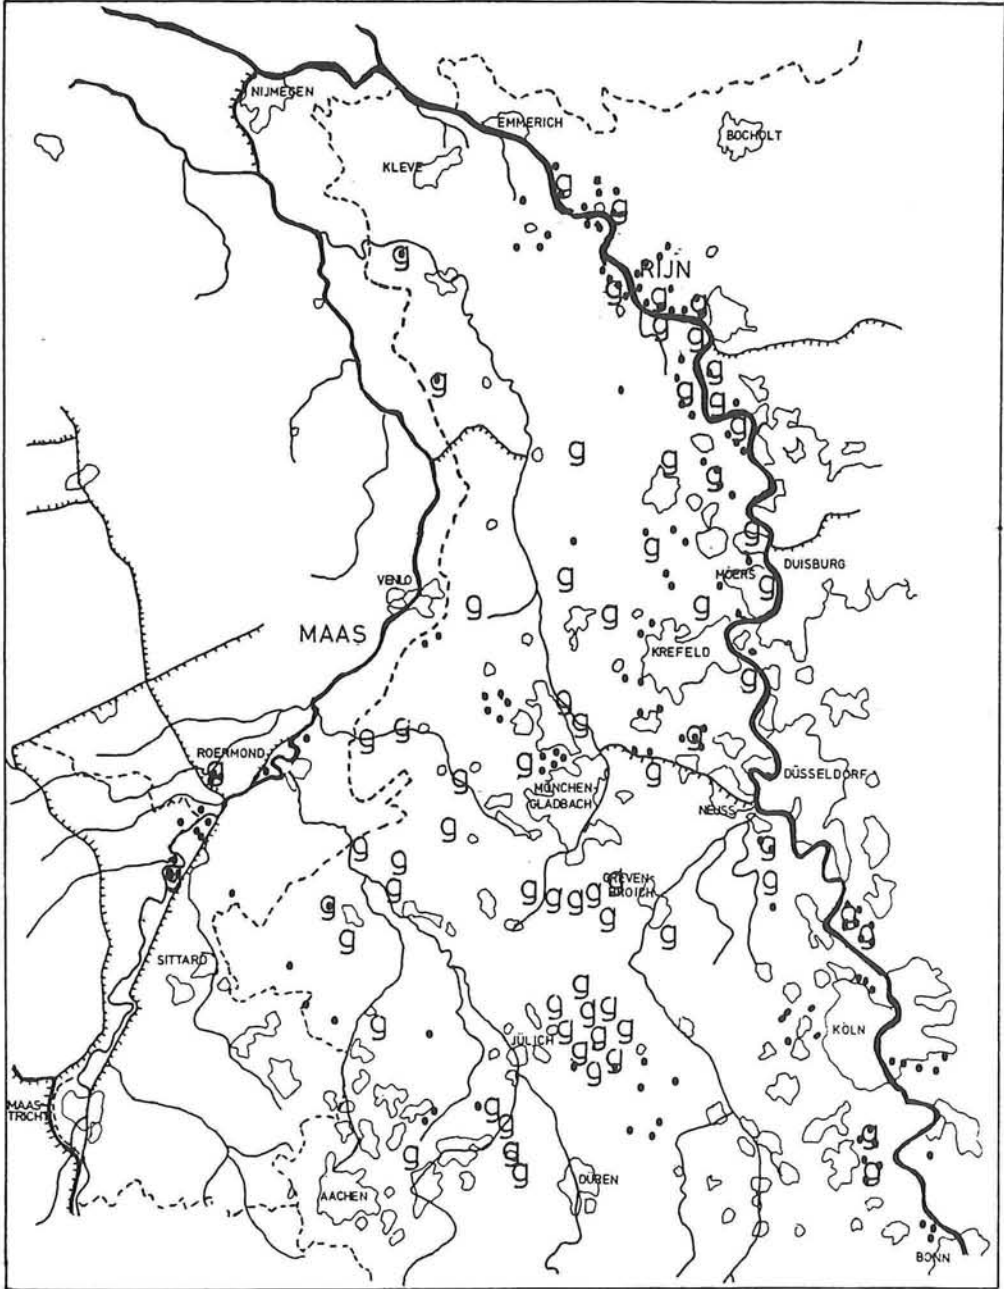 NIJMEGEN
EMMERICH
BOCHOLT
KLEVE
RIJN
DUISBURG
MOERS
VENLO
MAAS
KREFELD
ROERMOND
DÜSSELDORF
MÖNCHEN-
GLADBACH
NEUSS
GREVEN-
BROICH
SITTARD
KÖLN
JÜLICH
MAAS-
TRICHT
DÜREN
AACHEN
BONN